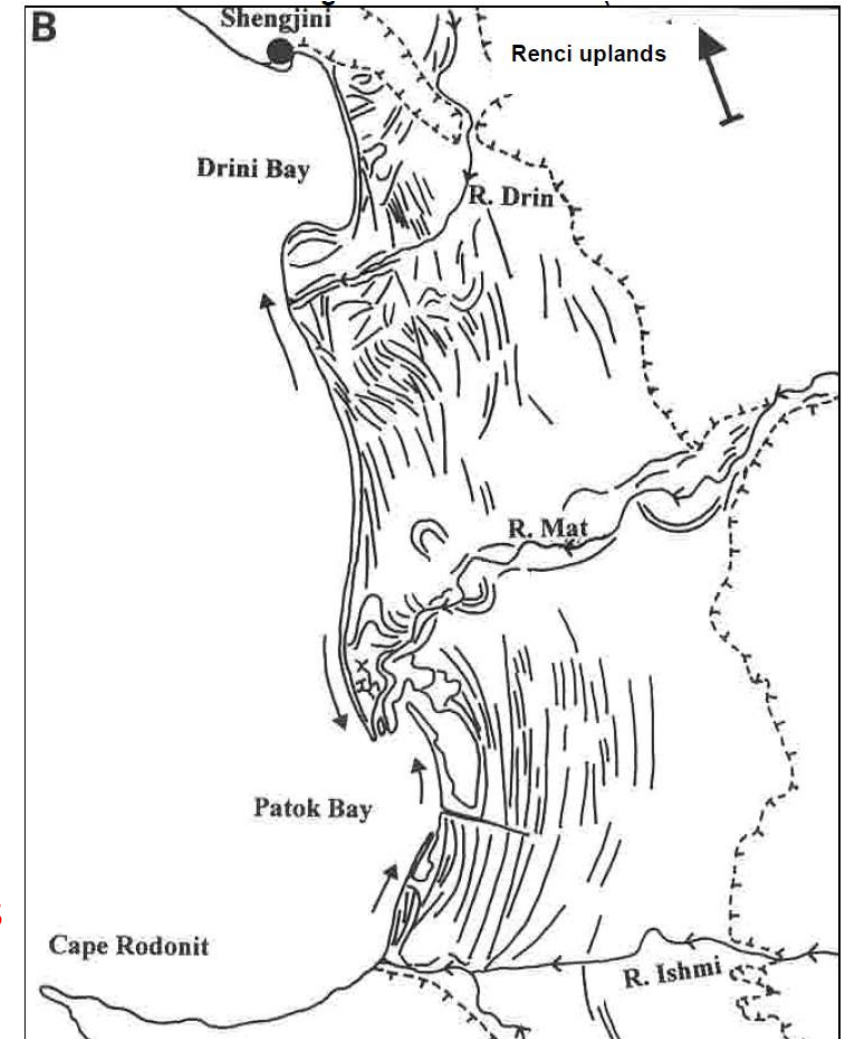 B
Shengjini
Renci uplands
Drini Bay
R. Drin
R. Mat
Patok Bay
Cape Rodonit
R. Ishmi